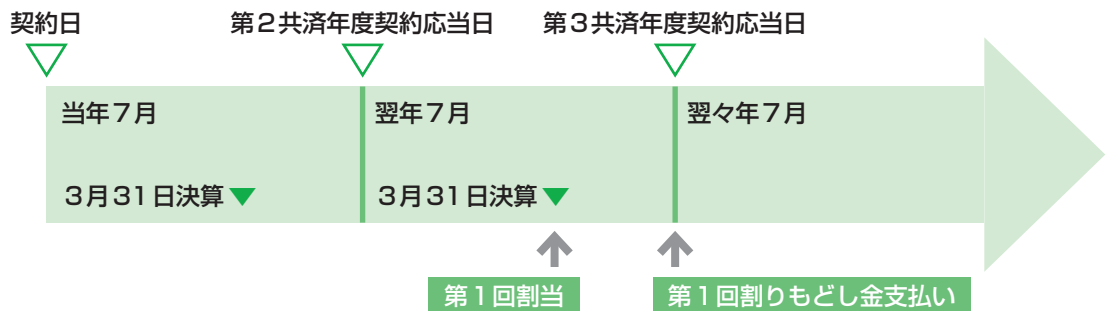 契約日
第２共済年度契約応当日
第３共済年度契約応当日
当年７月
翌年７月
翌々年７月
３月31日決算
３月31日決算
第１回割当
第１回割りもどし金支払い